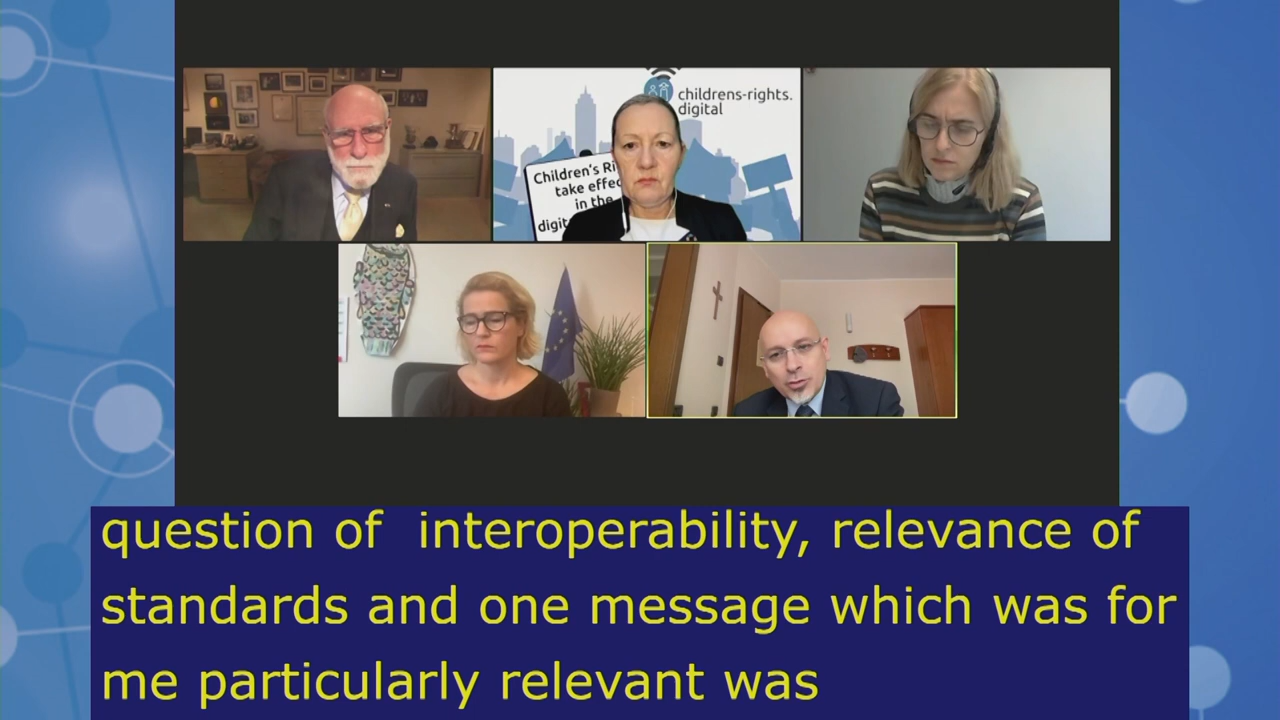 childrens-rights.
digital
Children's Ri
take effec
in the
digit
question of  interoperability, relevance of
standards and one message which was for
me particularly relevant was